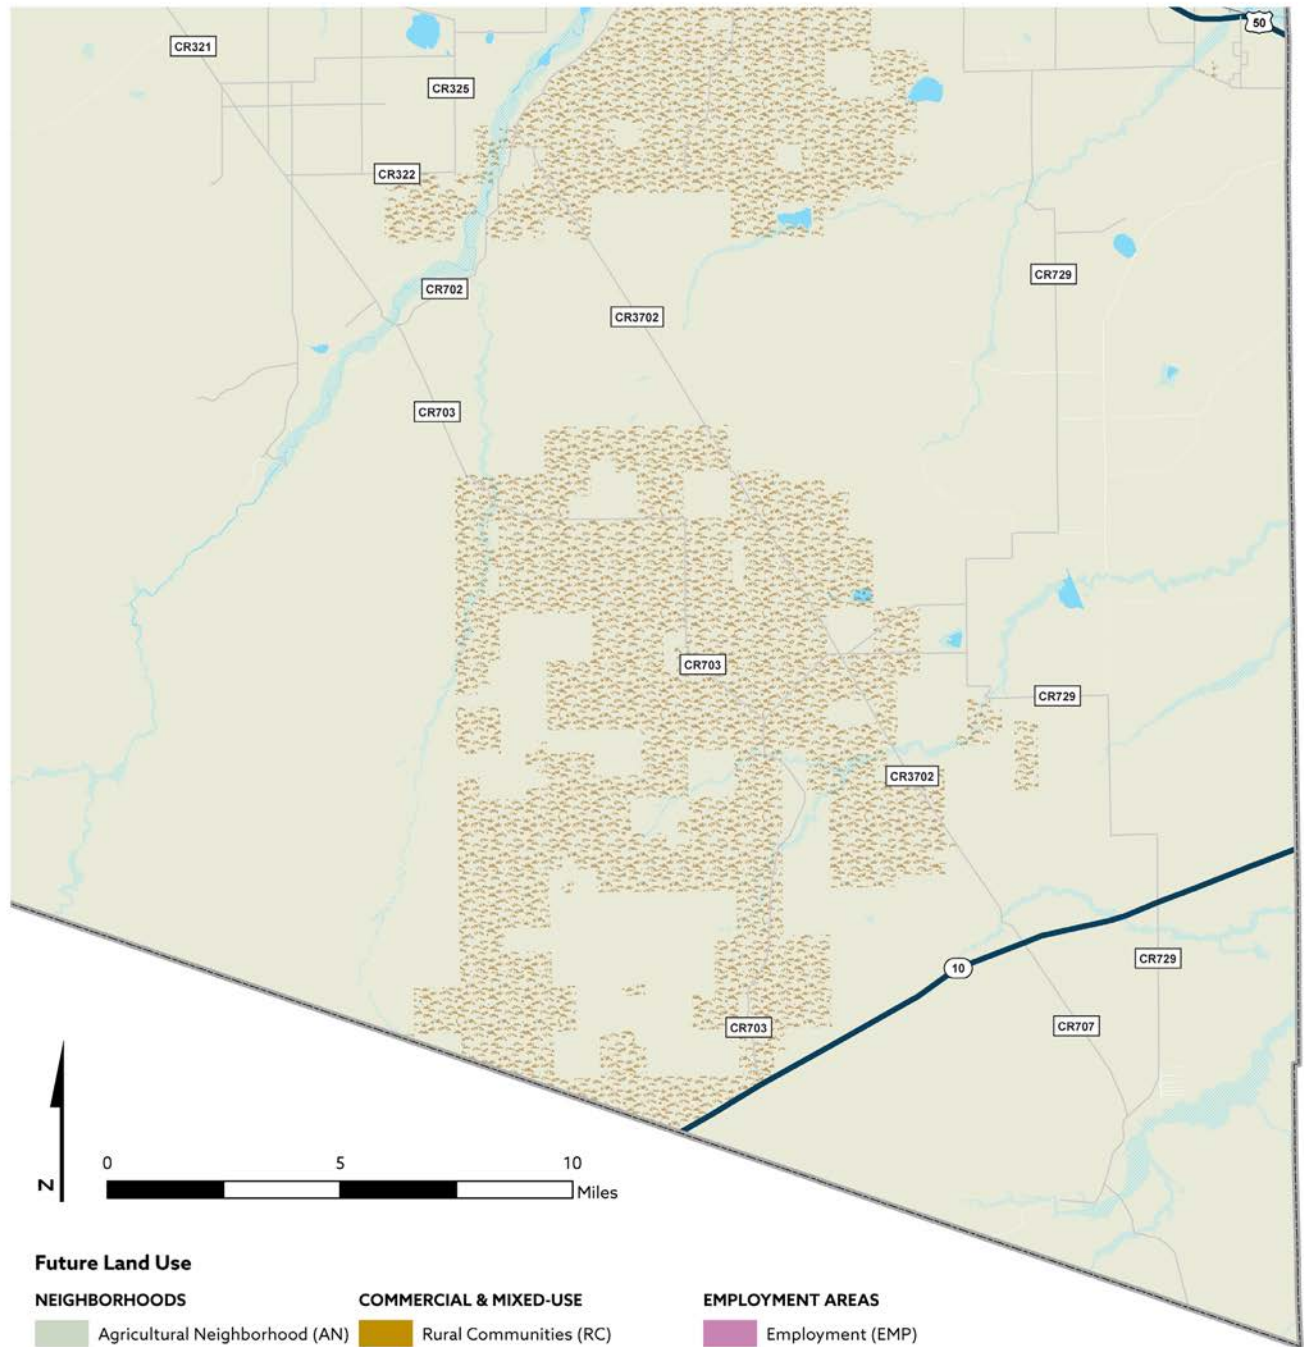 50
CR321
CR325
CR322
CR729
CR702
CR3702
CR703
CR703
CR729
CR3702
CR729
10
CR703
CR707
N
0 5 10
Miles
Future Land Use
NEIGHBORHOODS COMMERCIAL & MIXED-USE EMPLOYMENT AREAS
Agricultural Neighborhood (AN) Rural Communities (RC) Employment (EMP)